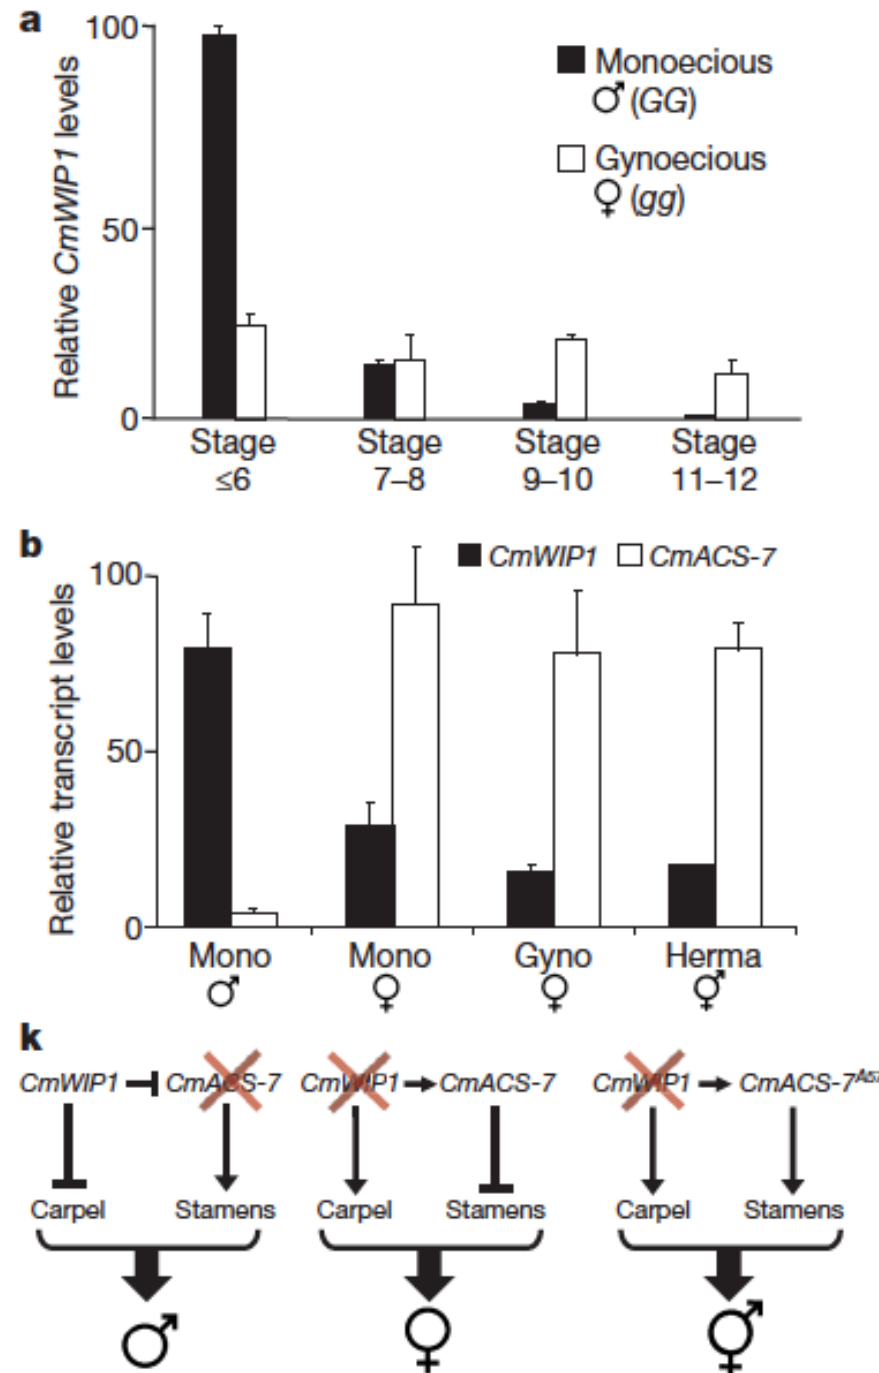 a
Relative CmWIP1 levels
100
50
0
Monoecious
♂ (GG)
Gynoecious
♀ (gg)
Stage ≤6
Stage 7–8
Stage 9–10
Stage 11–12
b
Relative transcript levels
100
50
0
CmWIP1 CmACS-7
Mono ♂
Mono ♀
Gyno ♀
Herma ⚥
k
CmWIP1 CmACS-7 CmWIP1 CmACS-7 CmWIP1 CmACS-7
Carpel Stamens Carpel Stamens Carpel Stamens
♂ ♀ ⚥